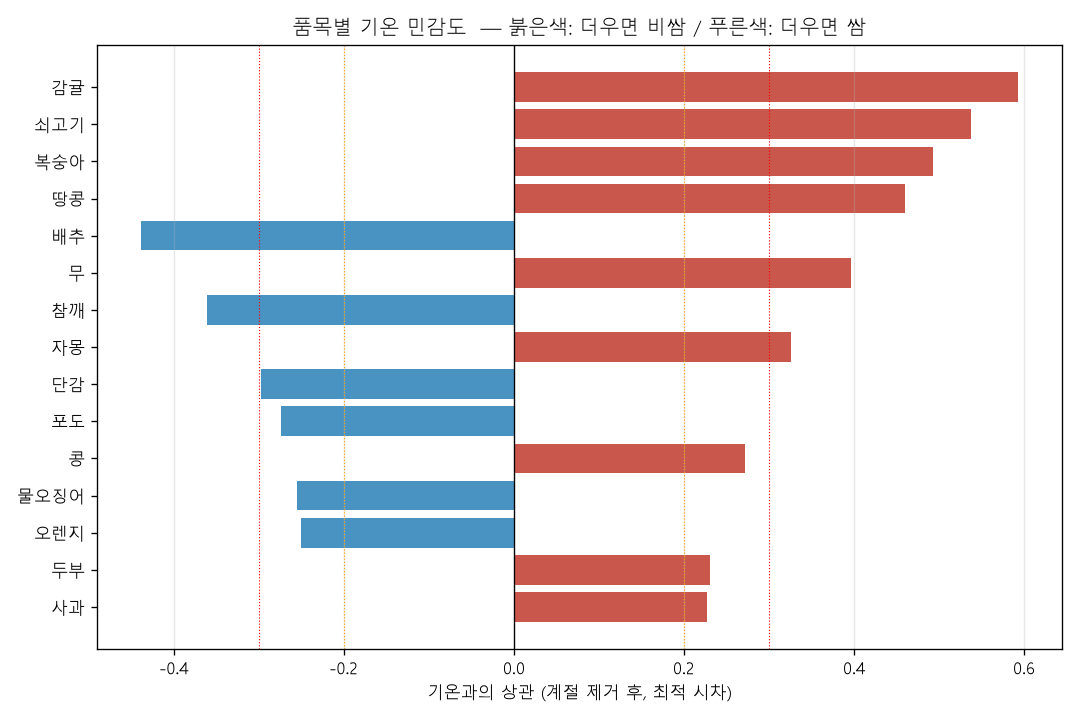 품목별 기온 민감도 — 붉은색: 더우면 비쌈 / 푸른색: 더우면 쌈
감귤
쇠고기
복숭아
땅콩
배추
무
참깨
자몽
단감
포도
콩
물오징어
오렌지
두부
사과
-0.4 -0.2 0.0 0.2 0.4 0.6
기온과의 상관 (계절 제거 후, 최적 시차)